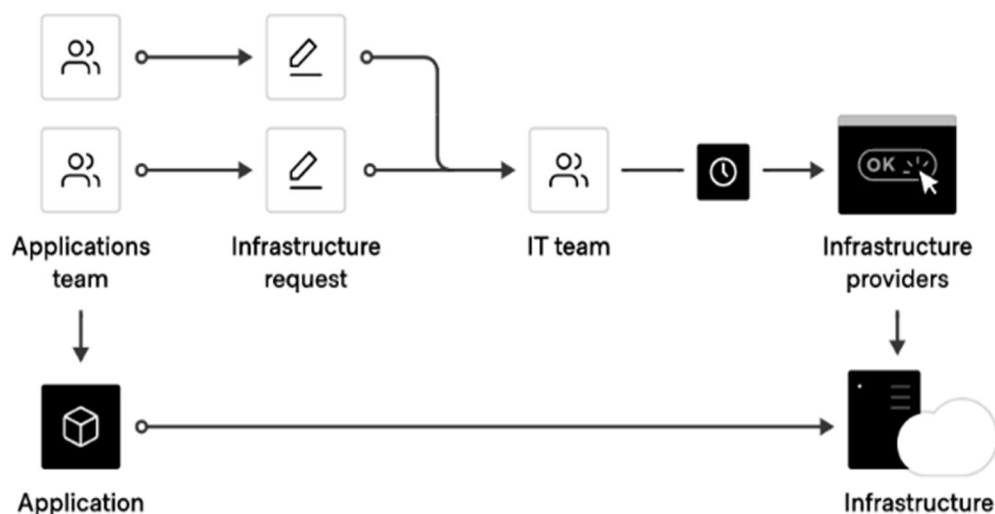 OK
Applications
team
Infrastructure
request
IT team
Infrastructure
providers
Application
Infrastructure